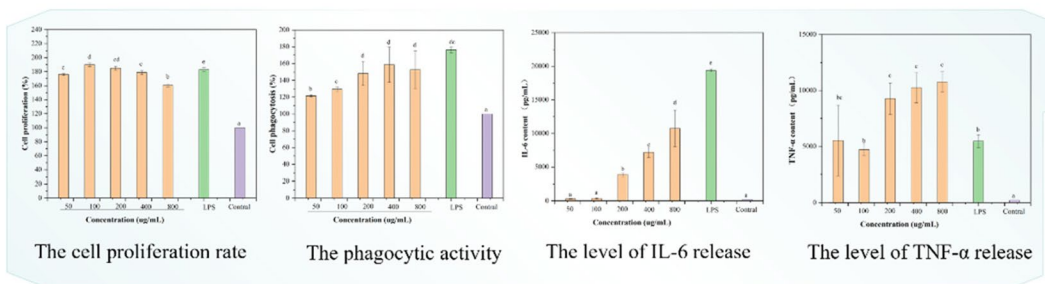 240
220
200
180
160
140
120
100
80
60
40
20
0
Cell proliferation (%)
c
d
cd
c
b
e
a
50 100 200 400 800 LPS Control
Concentration (ug/mL)
The cell proliferation rate
200
180
160
140
120
100
80
60
40
20
0
Cell phagocytosis (%)
b
c
d
d
d
a
50 100 200 400 800 LPS Control
Concentration (ug/mL)
The phagocytic activity
25000
20000
15000
10000
5000
0
IL-6 content (pg/mL)
a
a
b
d
a
50 100 200 400 800 LPS Control
Concentration (ug/mL)
The level of IL-6 release
15000
10000
5000
0
TNF-α content (pg/mL)
bc
b
c
b
a
50 100 200 400 800 LPS Control
Concentration (ug/mL)
The level of TNF-α release